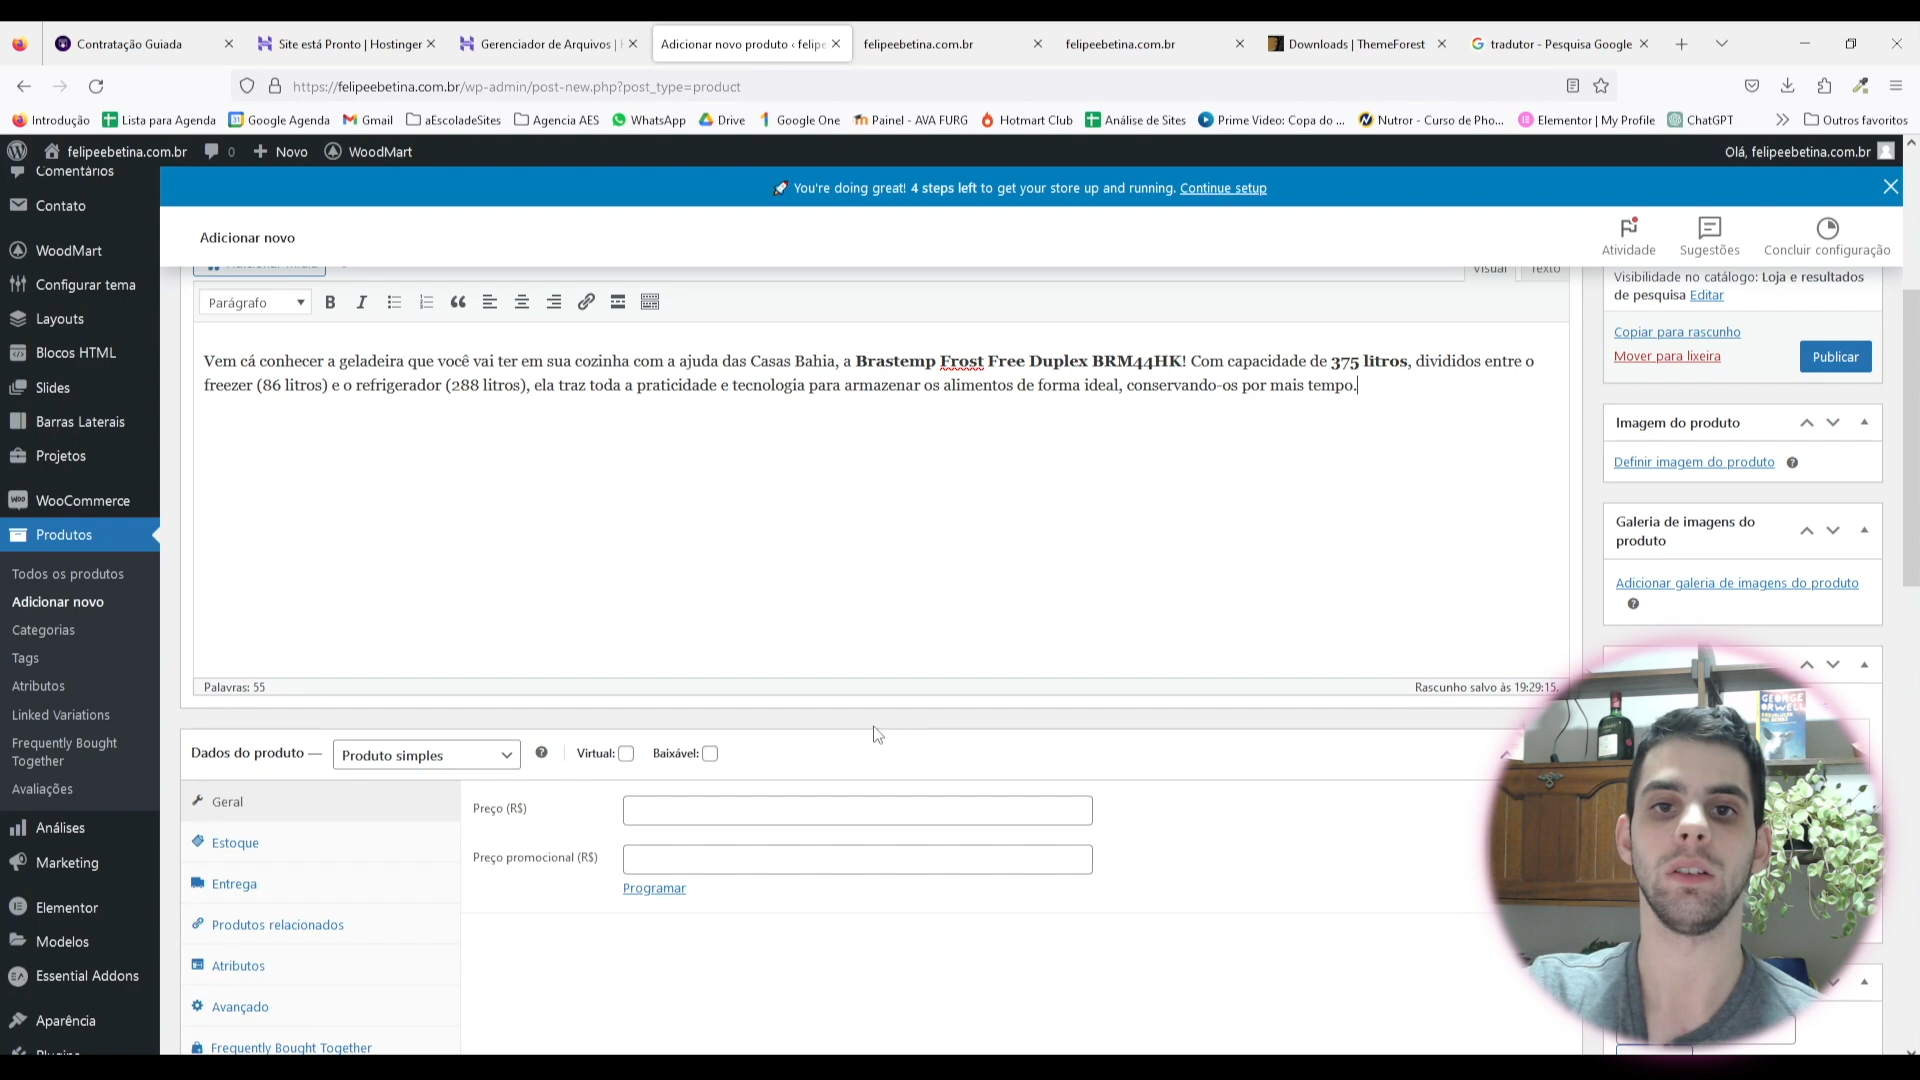 Contratação Guiada
Site está Pronto | Hostinger
Gerenciador de Arquivos |
Adicionar novo produto ‹ felipe
felipeebetina.com.br
felipeebetina.com.br
Downloads | ThemeForest
tradutor - Pesquisa Google
https://felipeebetina.com.br/wp-admin/post-new.php?post_type=product
Introdução
Lista para Agenda
Google Agenda
Gmail
aEscoladeSites
Agencia AES
WhatsApp
Drive
Google One
Painel - AVA FURG
Hotmart Club
Análise de Sites
Prime Video: Copa do ...
Nutror - Curso de Pho...
Elementor | My Profile
ChatGPT
Outros favoritos
felipeebetina.com.br
0
Novo
WoodMart
Olá, felipeebetina.com.br
You're doing great! 4 steps left to get your store up and running. Continue setup
Adicionar novo
Atividade
Sugestões
Concluir configuração
Comentários
Contato
WoodMart
Configurar tema
Layouts
Blocos HTML
Slides
Barras Laterais
Projetos
WooCommerce
Produtos
Todos os produtos
Adicionar novo
Categorias
Tags
Atributos
Linked Variations
Frequently Bought
Together
Avaliações
Análises
Marketing
Elementor
Modelos
Essential Addons
Aparência
Plugins
Visual
Texto
Parágrafo
Vem cá conhecer a geladeira que você vai ter em sua cozinha com a ajuda das Casas Bahia, a Brastemp Frost Free Duplex BRM44HK! Com capacidade de 375 litros, divididos entre o
freezer (86 litros) e o refrigerador (288 litros), ela traz toda a praticidade e tecnologia para armazenar os alimentos de forma ideal, conservando-os por mais tempo.
Palavras: 55
Rascunho salvo às 19:29:15.
Dados do produto —
Produto simples
Virtual:
Baixável:
Geral
Estoque
Entrega
Produtos relacionados
Atributos
Avançado
Frequently Bought Together
Preço (R$)
Preço promocional (R$)
Programar
Visibilidade no catálogo: Loja e resultados
de pesquisa Editar
Copiar para rascunho
Mover para lixeira
Publicar
Imagem do produto
Definir imagem do produto
Galeria de imagens do
produto
Adicionar galeria de imagens do produto
GEORGE
ORWELL